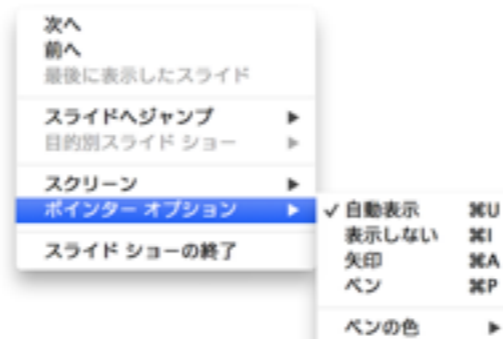 次へ
前へ
最後に表示したスライド
スライドへジャンプ ▶
目的別スライド ショー ▶
スクリーン ▶
ポインター オプション ▶
スライド ショーの終了
✓ 自動表示 ⌘U
表示しない ⌘I
矢印 ⌘A
ペン ⌘P
ペンの色 ▶